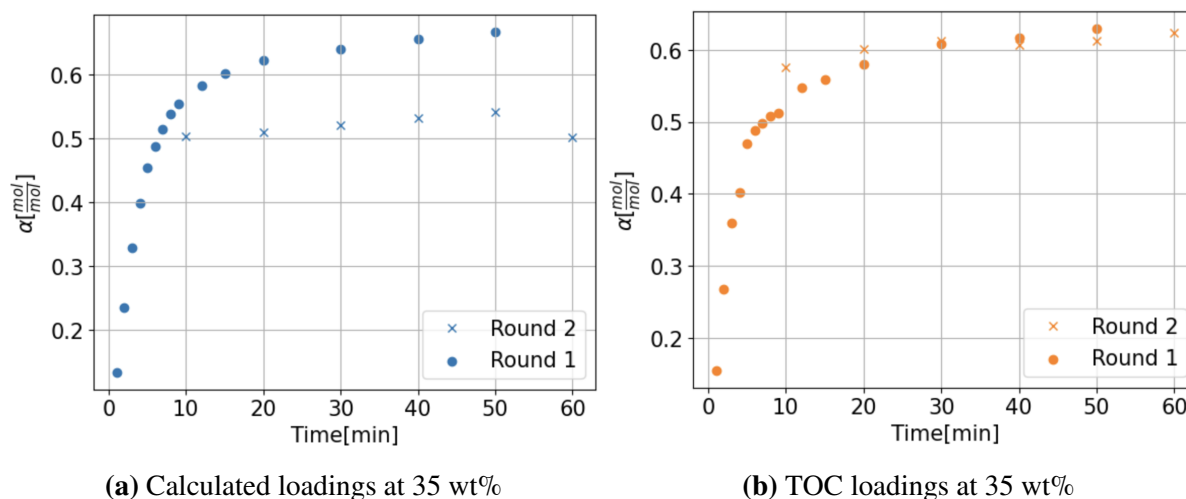 0.6
0.5
0.4
0.3
0.2
α[mol/mol]
Round 2
Round 1
0 10 20 30 40 50 60
Time[min]
(a) Calculated loadings at 35 wt%
0.6
0.5
0.4
0.3
0.2
α[mol/mol]
Round 2
Round 1
0 10 20 30 40 50 60
Time[min]
(b) TOC loadings at 35 wt%